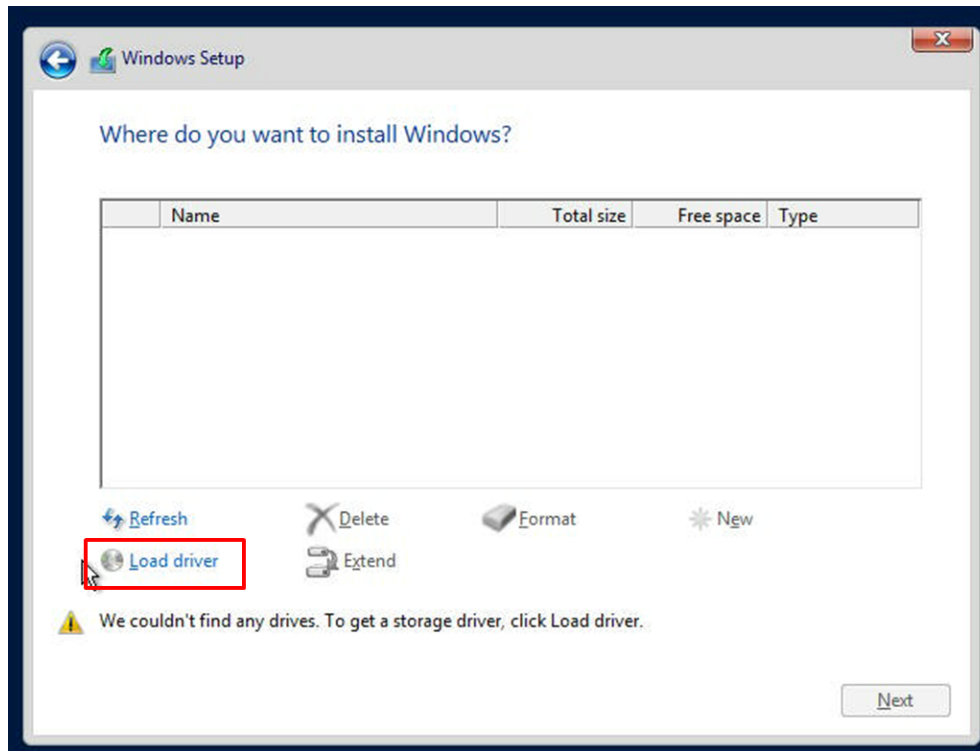 Windows Setup
Where do you want to install Windows?
Name Total size Free space Type
Refresh Delete Format New
Load driver Extend
We couldn't find any drives. To get a storage driver, click Load driver.
Next